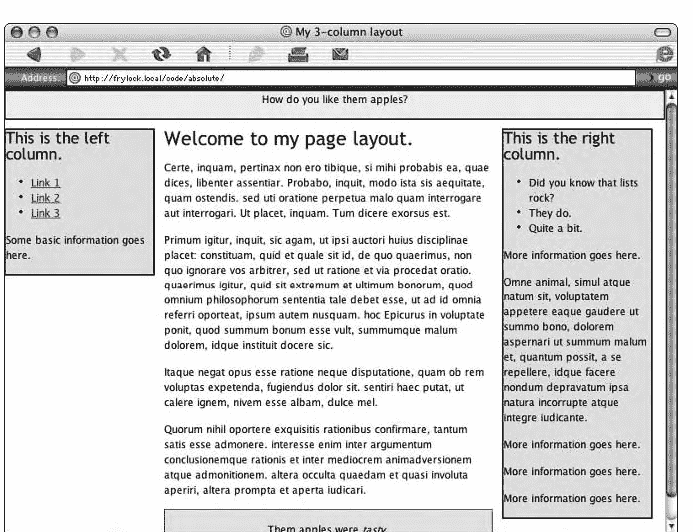 @ My 3-column layout
Address: @ http://frylock.local/code/absolute/ go
How do you like them apples?
This is the left
column.
• Link 1
• Link 2
• Link 3
Some basic information goes
here.
Welcome to my page layout.
Certe, inquam, pertinax non ero tibique, si mihi probabis ea, quae
dices, libenter assentiar. Probabo, inquit, modo ista sis aequitate,
quam ostendis. sed uti oratione perpetua malo quam interrogare
aut interrogari. Ut placet, inquam. Tum dicere exorsus est.
Primum igitur, inquit, sic agam, ut ipsi auctori huius disciplinae
placet: constituam, quid et quale sit id, de quo quaerimus, non
quo ignorare vos arbitrer, sed ut ratione et via procedat oratio.
quaerimus igitur, quid sit extremum et ultimum bonorum, quod
omnium philosophorum sententia tale debet esse, ut ad id omnia
referri oporteat, ipsum autem nusquam. hoc Epicurus in voluptate
ponit, quod summum bonum esse vult, summumque malum
dolorem, idque instituit docere sic.
Itaque negat opus esse ratione neque disputatione, quam ob rem
voluptas expetenda, fugiendus dolor sit. sentiri haec putat, ut
calere ignem, nivem esse albam, dulce mel.
Quorum nihil oportere exquisitis rationibus confirmare, tantum
satis esse admonere. interesse enim inter argumentum
conclusionemque rationis et inter mediocrem animadversionem
atque admonitionem. altera occulta quaedam et quasi involuta
aperiri, altera prompta et aperta iudicari.
Them apples were tasty.
This is the right
column.
• Did you know that lists
rock?
• They do.
• Quite a bit.
More information goes here.
Omne animal, simul atque
natum sit, voluptatem
appetere eaque gaudere ut
summo bono, dolorem
aspernari ut summum malum
et, quantum possit, a se
repellere, idque facere
nondum depravatum ipsa
natura incorrupte atque
integre iudicante.
More information goes here.
More information goes here.
More information goes here.